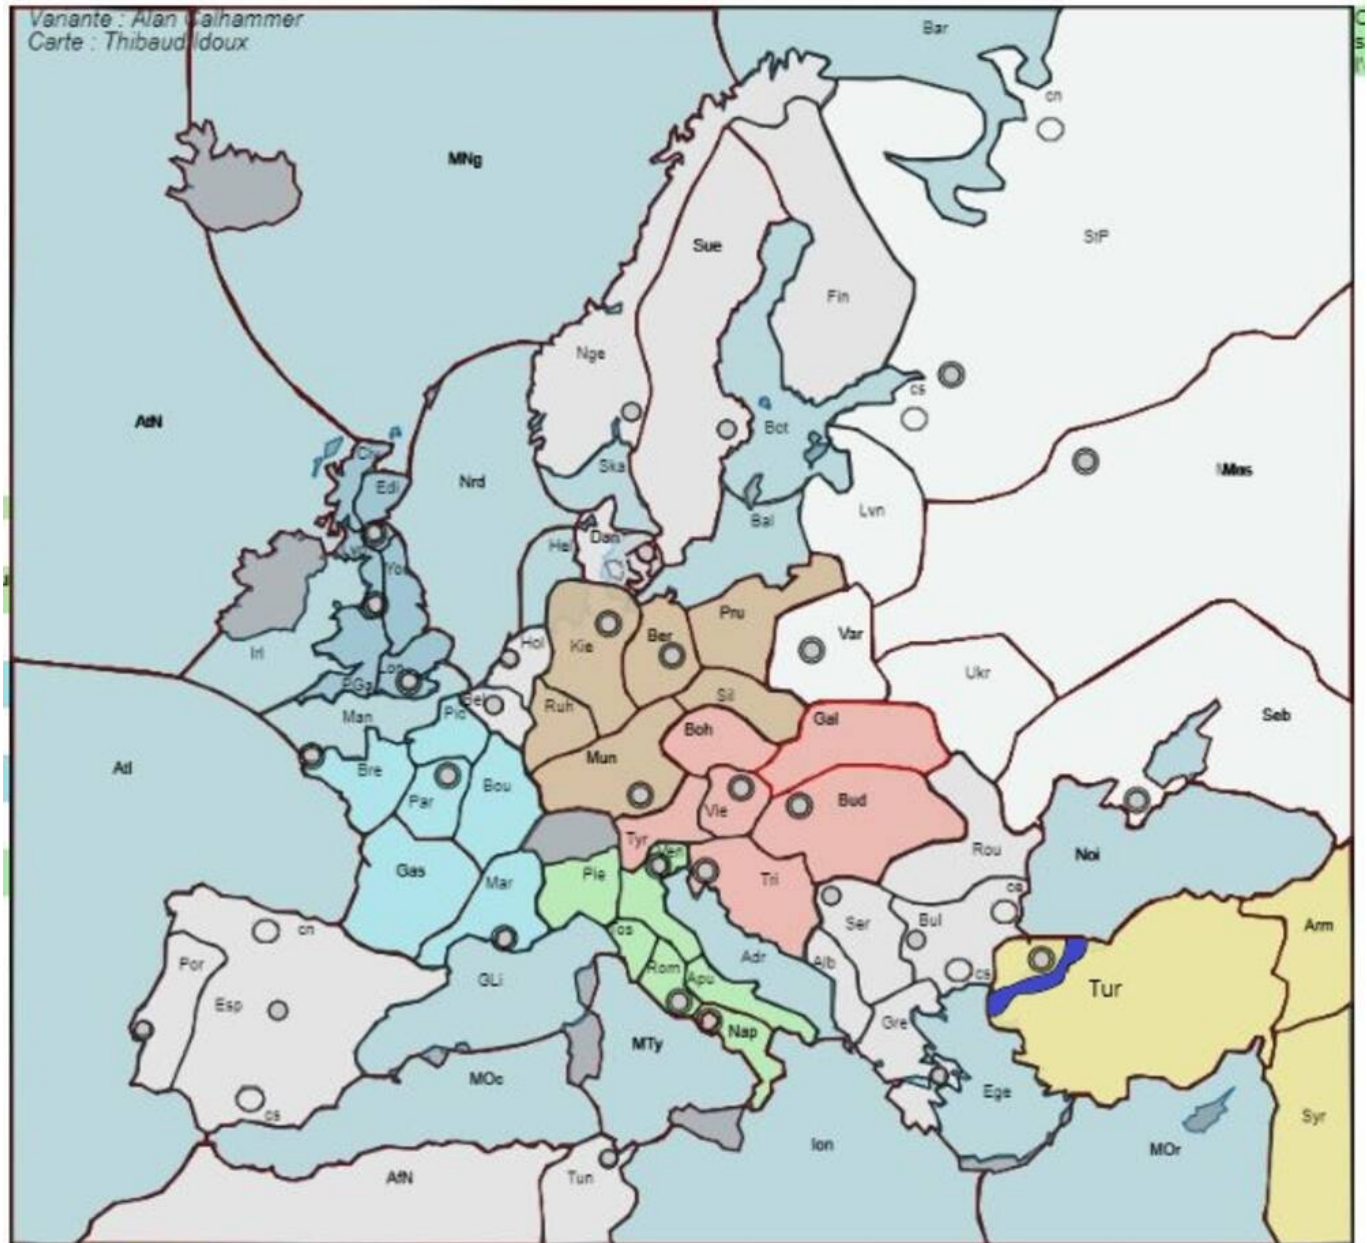 Variante : Alan Calhammer
Carte : Thibaud Idoux
Bar
cn
MNg
StP
Sue
Fin
Nge
cs
AtN
Bot
Ska
Nrd
Edi
Mos
Lvn
Bal
Dan
Hel
Yor
Pru
Var
Irl
Hol
Kie
Ber
Ukr
Lon
PGa
Bel
Ruh
Sil
Man
Pic
Boh
Gal
Seb
Atl
Bre
Par
Bou
Mun
Vie
Bud
Tyr
Ven
Rou
Noi
Gas
Mar
Pie
Tri
Ser
Bul
Arm
cn
Por
Esp
GLi
Rom
Apu
Adr
Alb
cs
Tur
Gre
Nap
MTy
MOc
Ege
cs
Syr
Ion
MOr
AfN
Tun